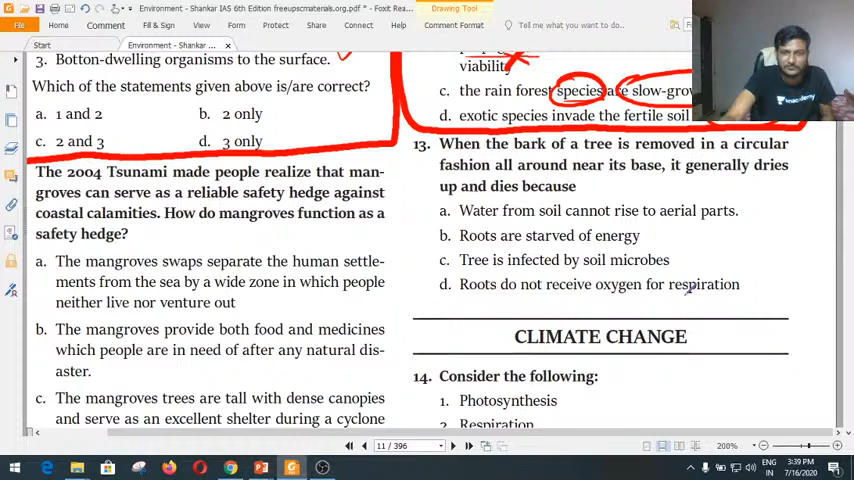 Environment - Shankar IAS 6th Edition freeupscmaterials.org.pdf * - Foxit Rea...
Drawing Tool
File
Home
Comment
Fill & Sign
View
Form
Protect
Share
Help
Comment Format
Tell me what you want to do...
Start
Environment - Shankar IAS 6th E...
3. Botton-dwelling organisms to the surface.
Which of the statements given above is/are correct?
a. 1 and 2
b. 2 only
c. 2 and 3
d. 3 only
The 2004 Tsunami made people realize that man-
groves can serve as a reliable safety hedge against
coastal calamities. How do mangroves function as a
safety hedge?
a. The mangroves swaps separate the human settle-
ments from the sea by a wide zone in which people
neither live nor venture out
b. The mangroves provide both food and medicines
which people are in need of after any natural dis-
aster.
c. The mangroves trees are tall with dense canopies
and serve as an excellent shelter during a cyclone
viability
c. the rain forest species are slow-grow
d. exotic species invade the fertile soil
13. When the bark of a tree is removed in a circular
fashion all around near its base, it generally dries
up and dies because
a. Water from soil cannot rise to aerial parts.
b. Roots are starved of energy
c. Tree is infected by soil microbes
d. Roots do not receive oxygen for respiration
CLIMATE CHANGE
14. Consider the following:
1. Photosynthesis
2. Respiration
unacademy
11 / 396
200%
ENG
IN
3:39 PM
7/16/2020